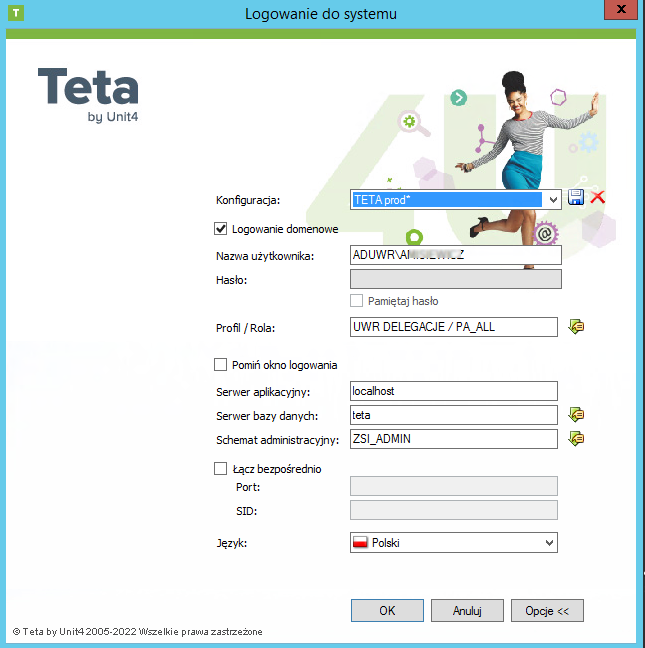 T
Logowanie do systemu
Teta
by Unit4
4U
Konfiguracja:
TETA prod*
Logowanie domenowe
Nazwa użytkownika:
Hasło:
Pamiętaj hasło
Profil / Rola:
UWR DELEGACJE / PA_ALL
Pomiń okno logowania
Serwer aplikacyjny:
localhost
Serwer bazy danych:
teta
Schemat administracyjny:
ZSI_ADMIN
Łącz bezpośrednio
Port:
SID:
Język:
Polski
OK
Anuluj
Opcje <<
© Teta by Unit4 2005-2022 Wszelkie prawa zastrzeżone